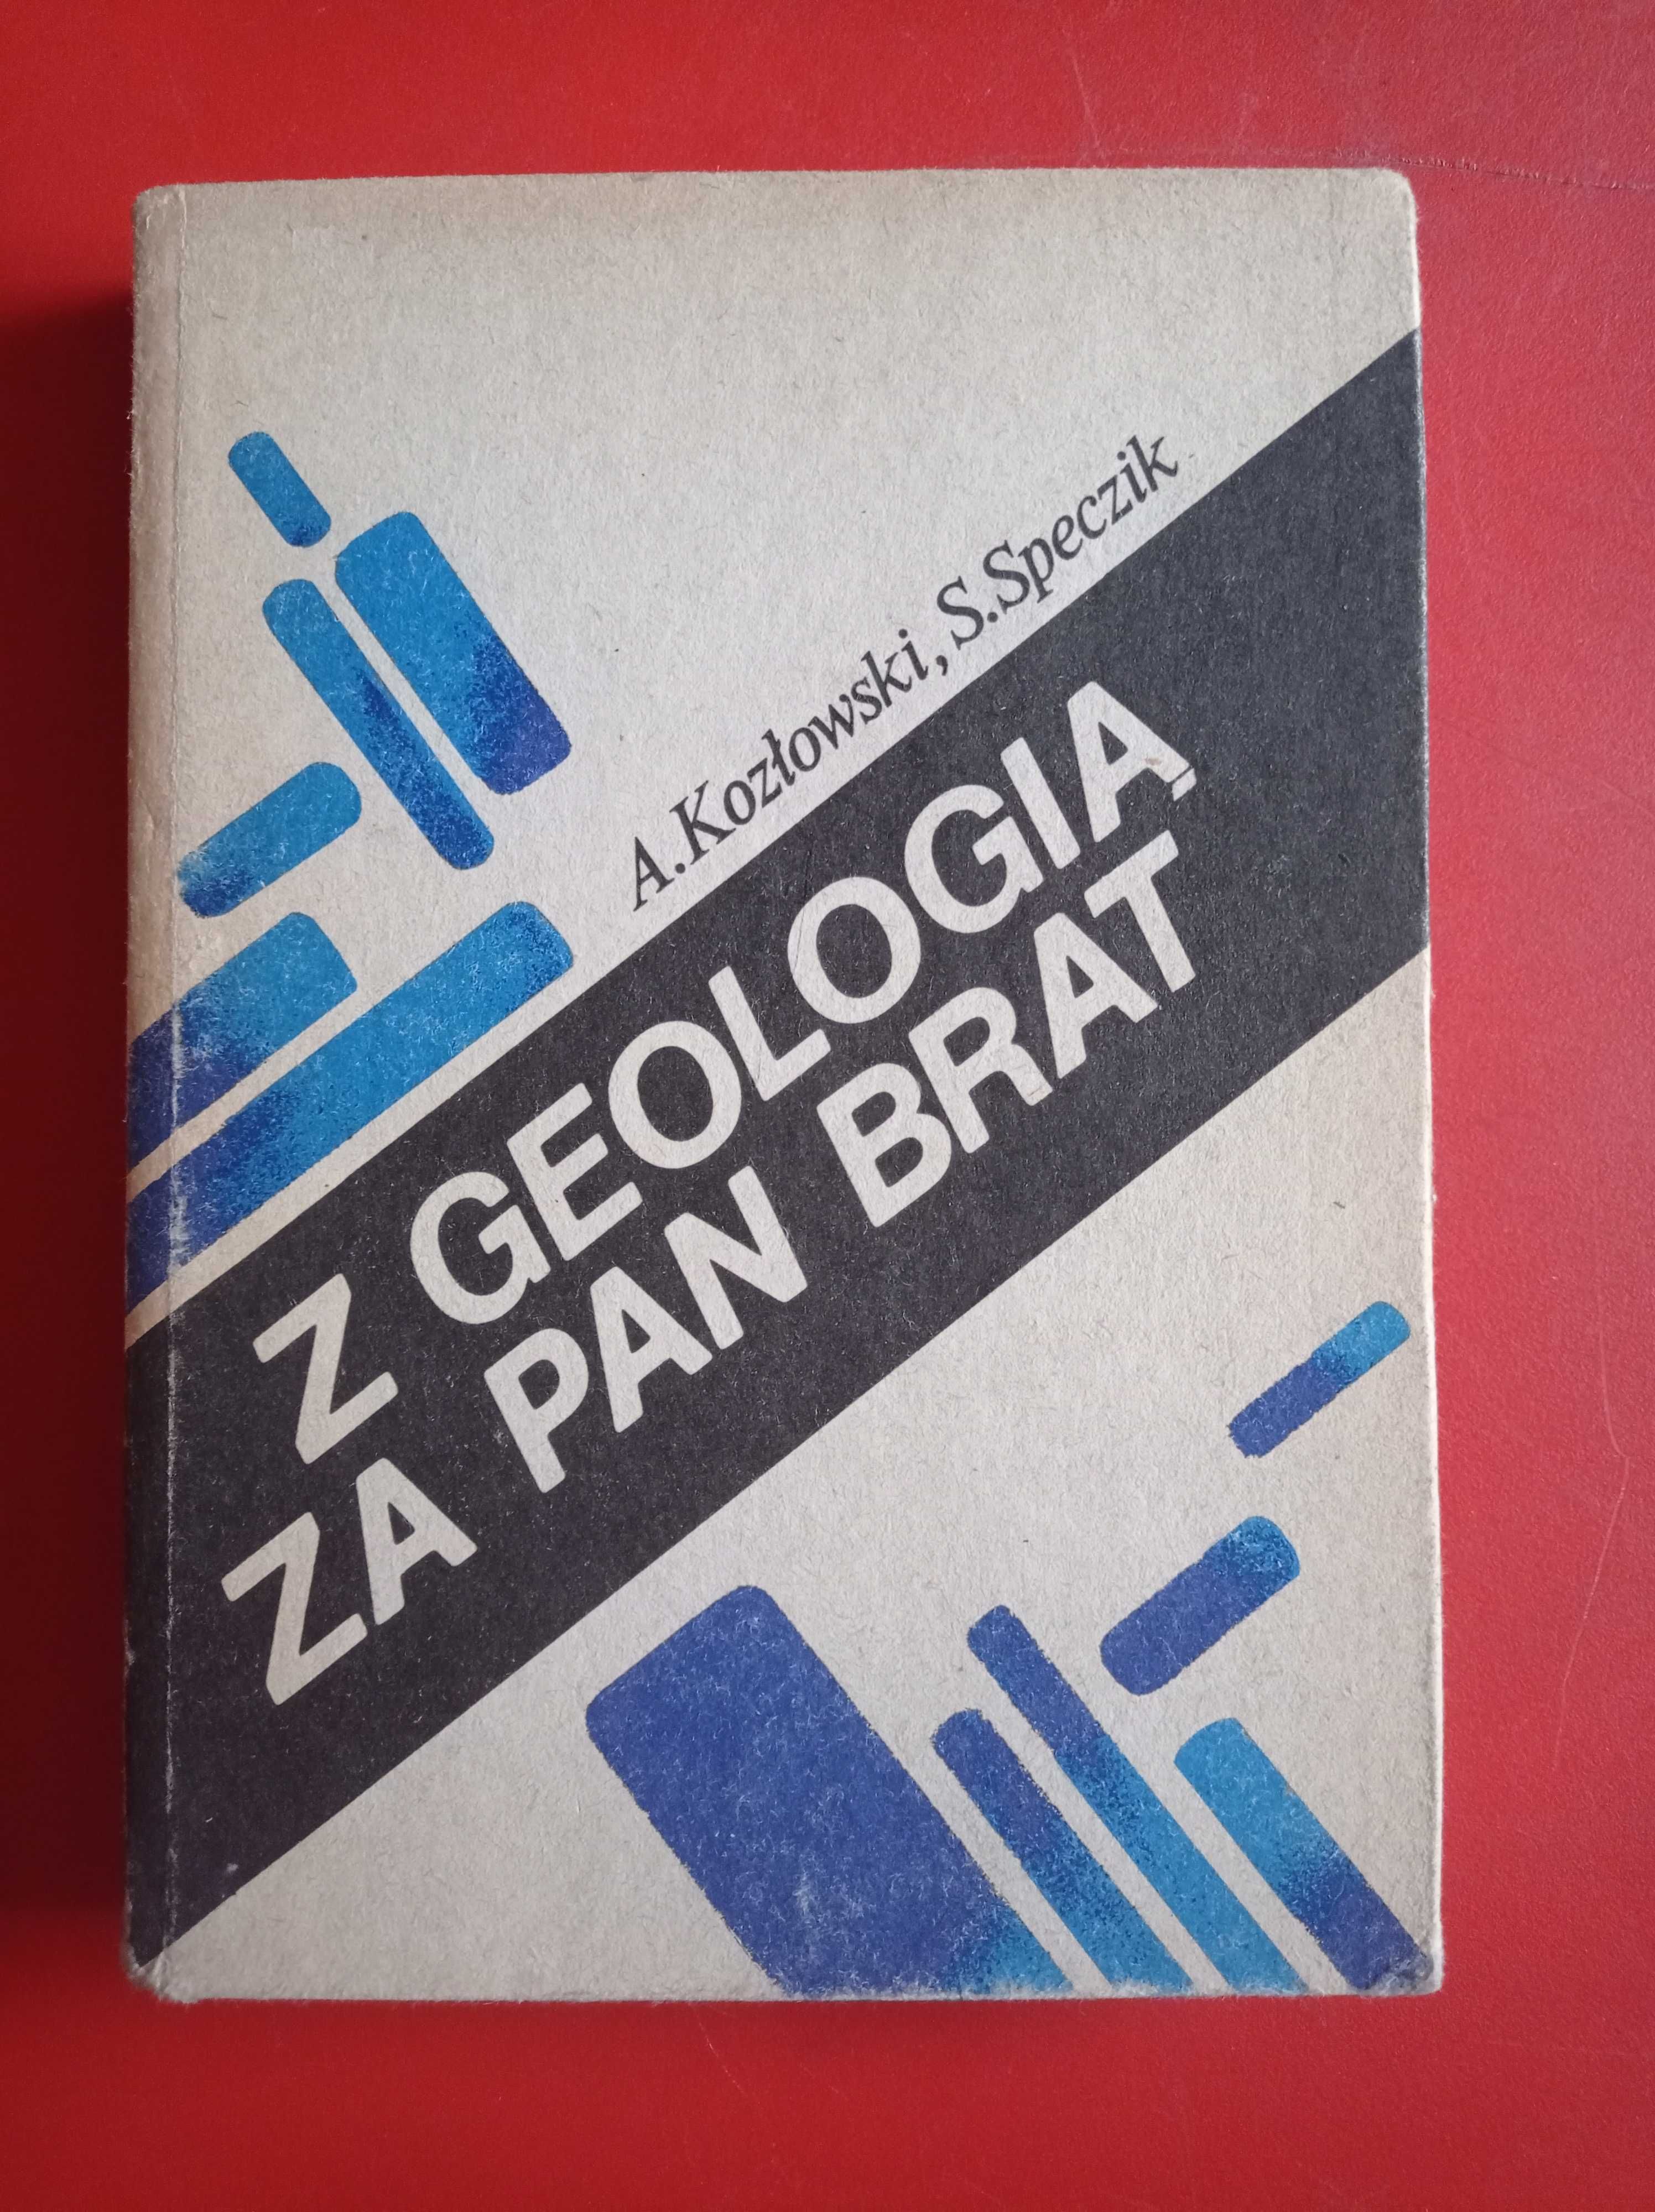 A. Kozłowski, S. Speczik
Z GEOLOGIĄ
ZA PAN BRAT